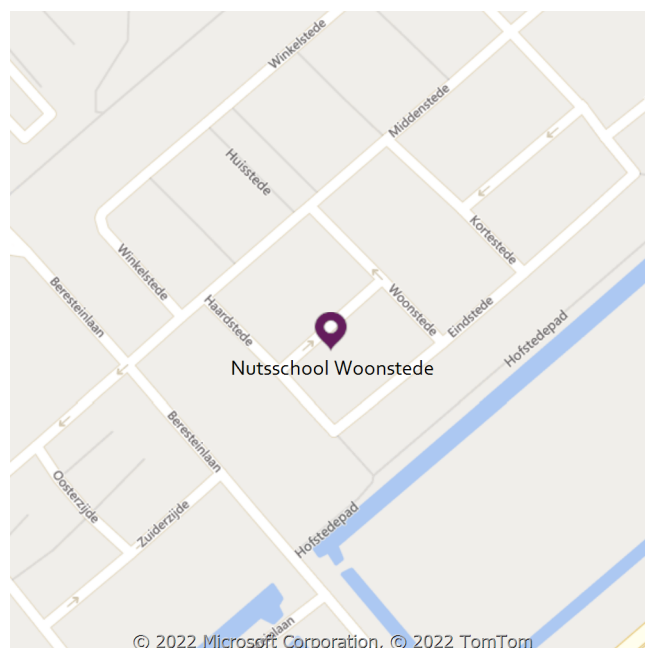 Winkelstede
Middenstede
Huisstede
Kortestede
Winkelstede
Beresteinlaan
Haardstede
Woonstede
Eindstede
Hofstedepad
Nutsschool Woonstede
Beresteinlaan
Oosterzijde
Zuiderzijde
Hofstedepad
© 2022 Microsoft Corporation, © 2022 TomTom